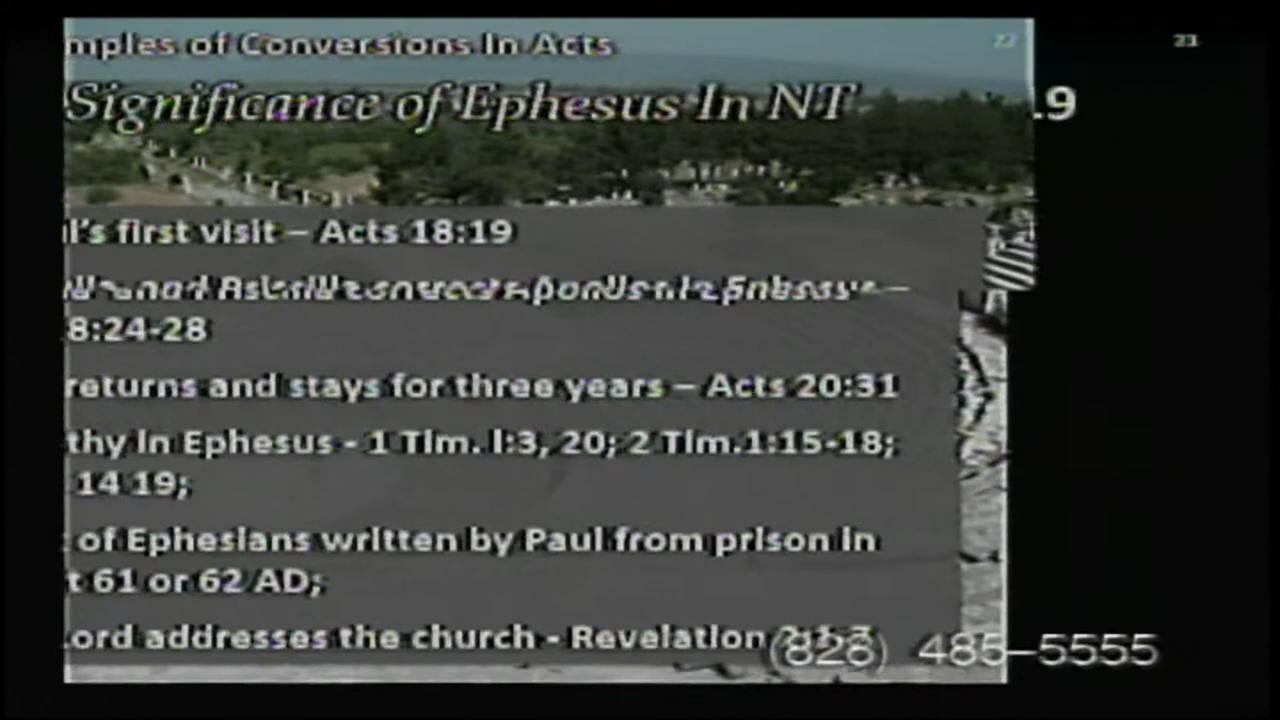 mples of Conversions In Acts
22
21
Significance of Ephesus In NT
.9
l's first visit – Acts 18:19
8:24-28
returns and stays for three years – Acts 20:31
thy in Ephesus - 1 Tim. l:3, 20; 2 Tim.1:15-18;
14 19;
of Ephesians written by Paul from prison in
t 61 or 62 AD;
Lord addresses the church - Revelation
(828) 485-5555